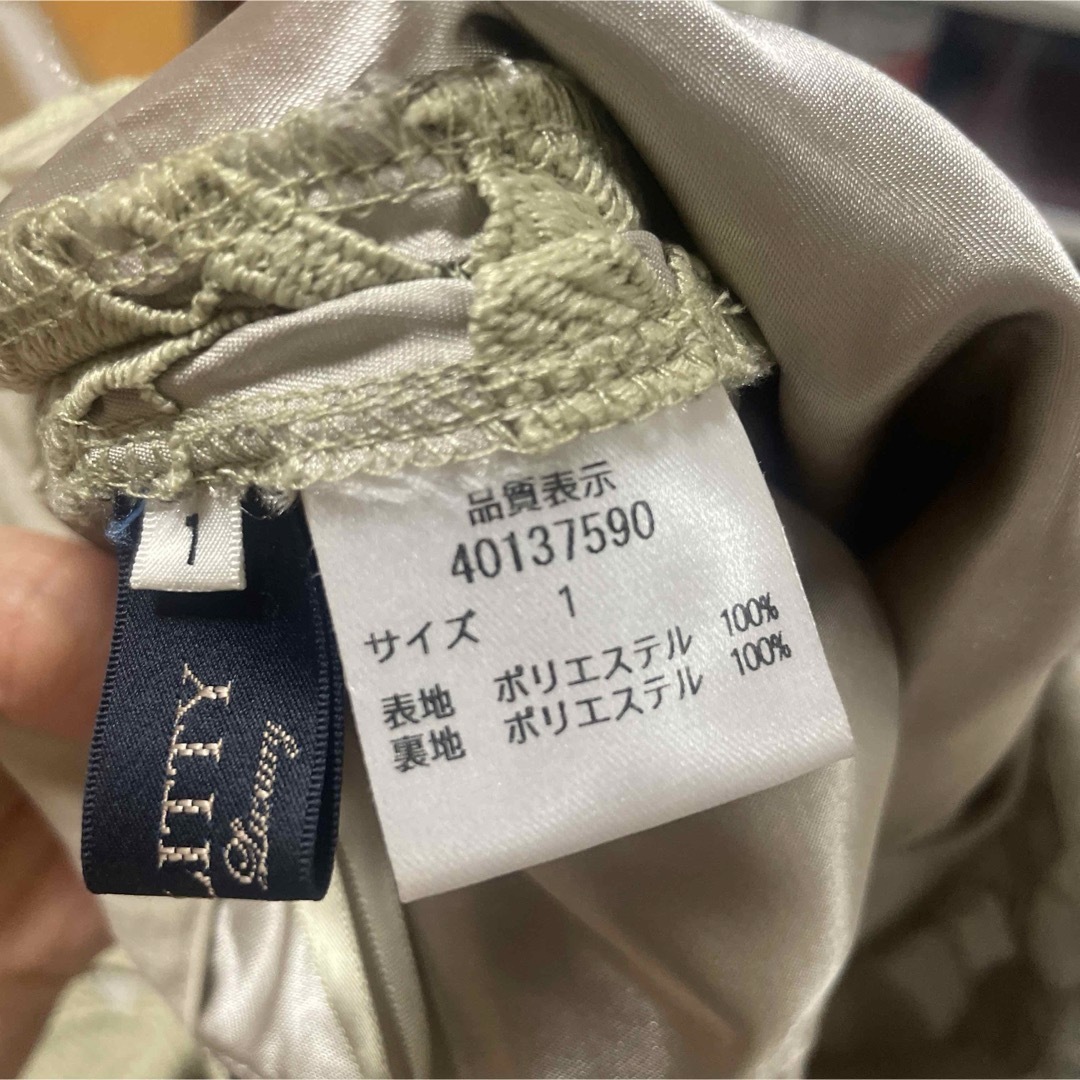 品質表示
40137590
サイズ 1
表地 ポリエステル 100%
裏地 ポリエステル 100%
1